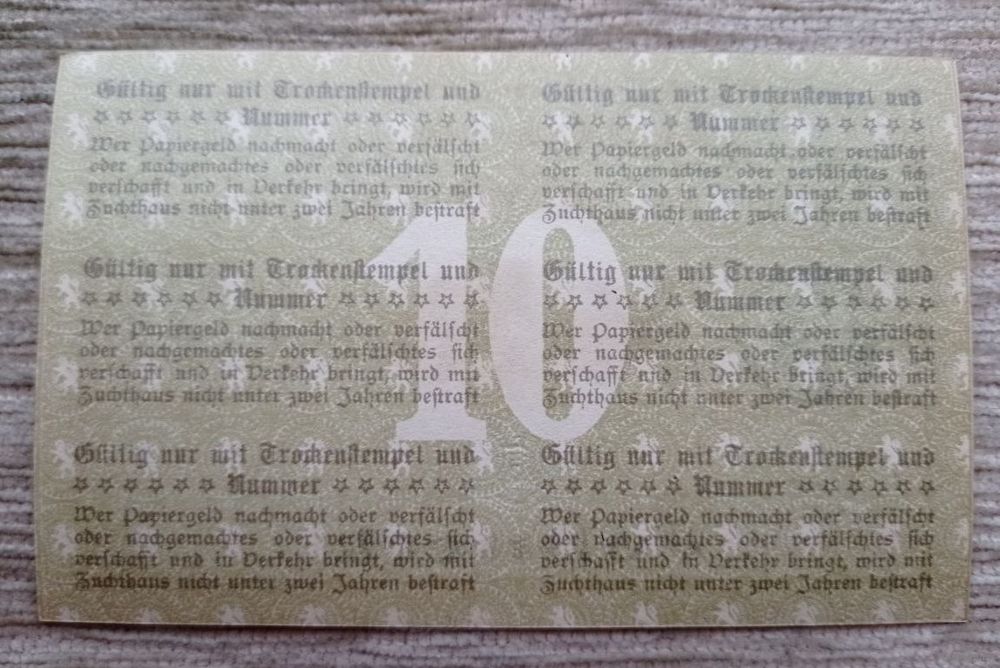 Gültig nur mit Trockenstempel und
☆ ☆ ☆ ☆ ☆ ☆ Nummer ☆ ☆ ☆ ☆ ☆ ☆
Wer Papiergeld nachmacht oder verfälscht
oder nachgemachtes oder verfälschtes sich
verschafft und in Verkehr bringt, wird mit
Zuchthaus nicht unter zwei Jahren bestraft
Gültig nur mit Trockenstempel und
☆ ☆ ☆ ☆ ☆ ☆ Nummer ☆ ☆ ☆ ☆ ☆ ☆
Wer Papiergeld nachmacht oder verfälscht
oder nachgemachtes oder verfälschtes sich
verschafft und in Verkehr bringt, wird mit
Zuchthaus nicht unter zwei Jahren bestraft
10
Gültig nur mit Trockenstempel und
☆ ☆ ☆ ☆ ☆ ☆ Nummer ☆ ☆ ☆ ☆ ☆ ☆
Wer Papiergeld nachmacht oder verfälscht
oder nachgemachtes oder verfälschtes sich
verschafft und in Verkehr bringt, wird mit
Zuchthaus nicht unter zwei Jahren bestraft
Gültig nur mit Trockenstempel und
☆ ☆ ☆ ☆ ☆ ☆ Nummer ☆ ☆ ☆ ☆ ☆ ☆
Wer Papiergeld nachmacht oder verfälscht
oder nachgemachtes oder verfälschtes sich
verschafft und in Verkehr bringt, wird mit
Zuchthaus nicht unter zwei Jahren bestraft
Gültig nur mit Trockenstempel und
☆ ☆ ☆ ☆ ☆ ☆ Nummer ☆ ☆ ☆ ☆ ☆ ☆
Wer Papiergeld nachmacht oder verfälscht
oder nachgemachtes oder verfälschtes sich
verschafft und in Verkehr bringt, wird mit
Zuchthaus nicht unter zwei Jahren bestraft
Gültig nur mit Trockenstempel und
☆ ☆ ☆ ☆ ☆ ☆ Nummer ☆ ☆ ☆ ☆ ☆ ☆
Wer Papiergeld nachmacht oder verfälscht
oder nachgemachtes oder verfälschtes sich
verschafft und in Verkehr bringt, wird mit
Zuchthaus nicht unter zwei Jahren bestraft